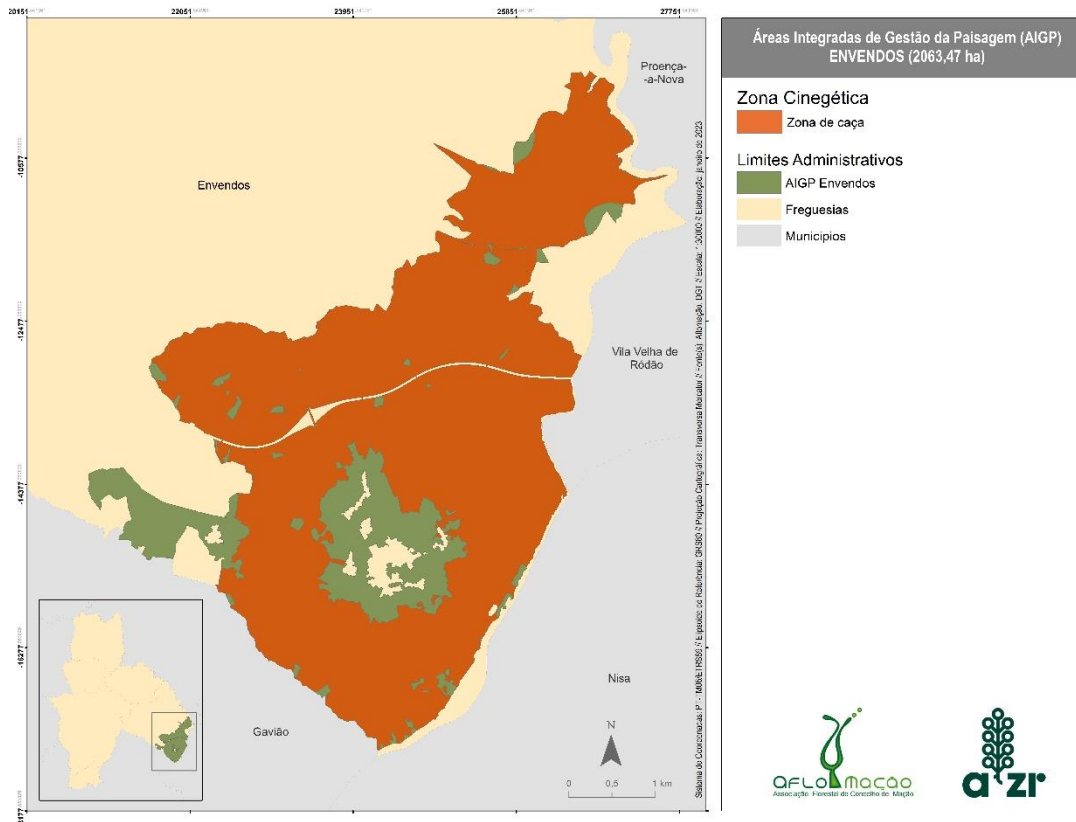 20151
22051
23951
25851
27751
-10577
-12477
-14377
-16277
Proença-
-a-Nova
Envendos
Vila Velha de
Ródão
Nisa
Gavião
N
0 0,5 1 km
Áreas Integradas de Gestão da Paisagem (AIGP)
ENVENDOS (2063,47 ha)
Zona Cinegética
Zona de caça
Limites Administrativos
AIGP Envendos
Freguesias
Municípios
aflomação
Associação Florestal do Concelho de Mação
a*zr